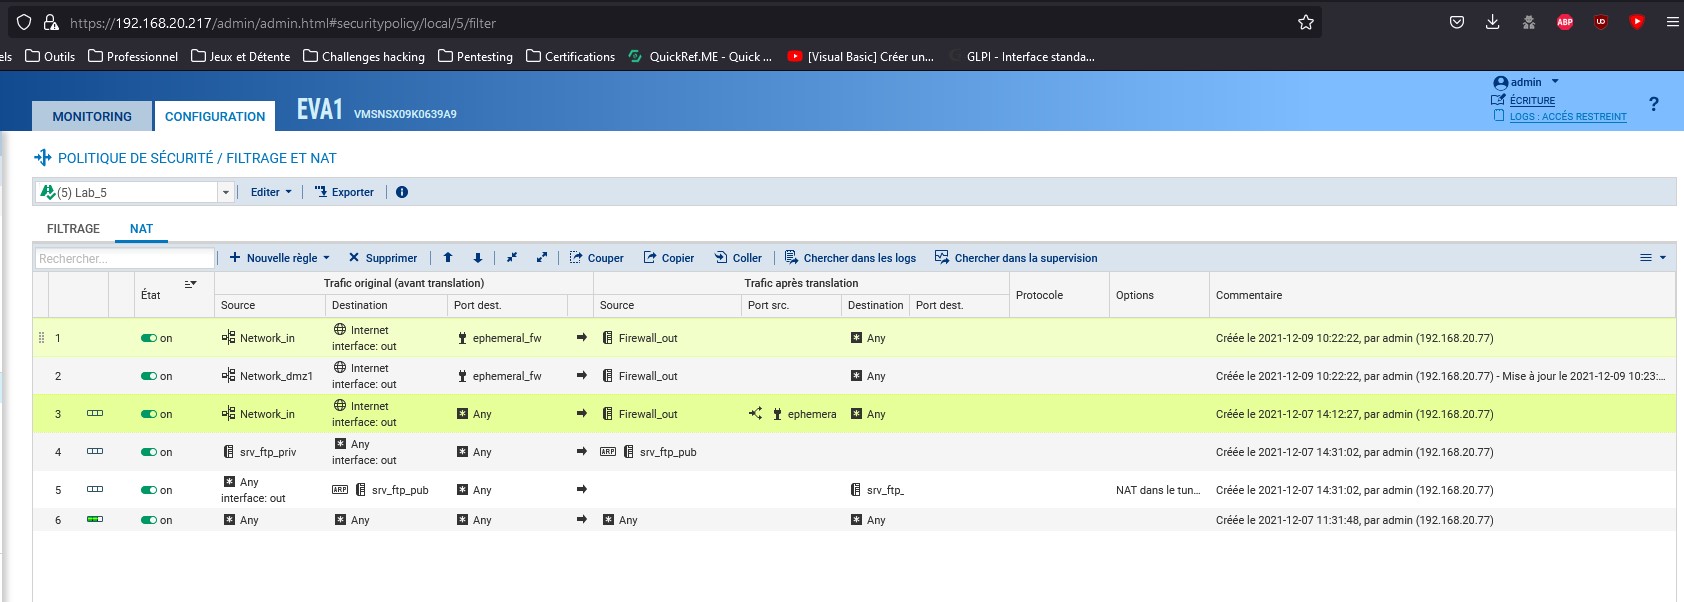 https://192.168.20.217/admin/admin.html#securitypolicy/local/5/filter
els Outils Professionnel Jeux et Détente Challenges hacking Pentesting Certifications QuickRef.ME - Quick ... [Visual Basic] Créer un... GLPI - Interface standa...
MONITORING CONFIGURATION EVA1 VMSNSX09K0639A9
admin
ÉCRITURE
LOGS : ACCÉS RESTREINT
?
POLITIQUE DE SÉCURITÉ / FILTRAGE ET NAT
(5) Lab_5 Editer Exporter
FILTRAGE NAT
Rechercher... Nouvelle règle Supprimer Couper Copier Coller Chercher dans les logs Chercher dans la supervision
Trafic original (avant translation) Trafic après translation
État Source Destination Port dest. Source Port src. Destination Port dest. Protocole Options Commentaire
1 on Network_in Internet ephemeral_fw Firewall_out Any Créée le 2021-12-09 10:22:22, par admin (192.168.20.77)
interface: out
2 on Network_dmz1 Internet ephemeral_fw Firewall_out Any Créée le 2021-12-09 10:22:22, par admin (192.168.20.77) - Mise à jour le 2021-12-09 10:23:...
interface: out
3 on Network_in Internet Any Firewall_out ephemera Any Créée le 2021-12-07 14:12:27, par admin (192.168.20.77)
interface: out
4 on srv_ftp_priv Any Any ARP srv_ftp_pub Créée le 2021-12-07 14:31:02, par admin (192.168.20.77)
interface: out
5 on Any ARP srv_ftp_pub Any srv_ftp_ NAT dans le tun... Créée le 2021-12-07 14:31:02, par admin (192.168.20.77)
interface: out
6 on Any Any Any Any Any Créée le 2021-12-07 11:31:48, par admin (192.168.20.77)